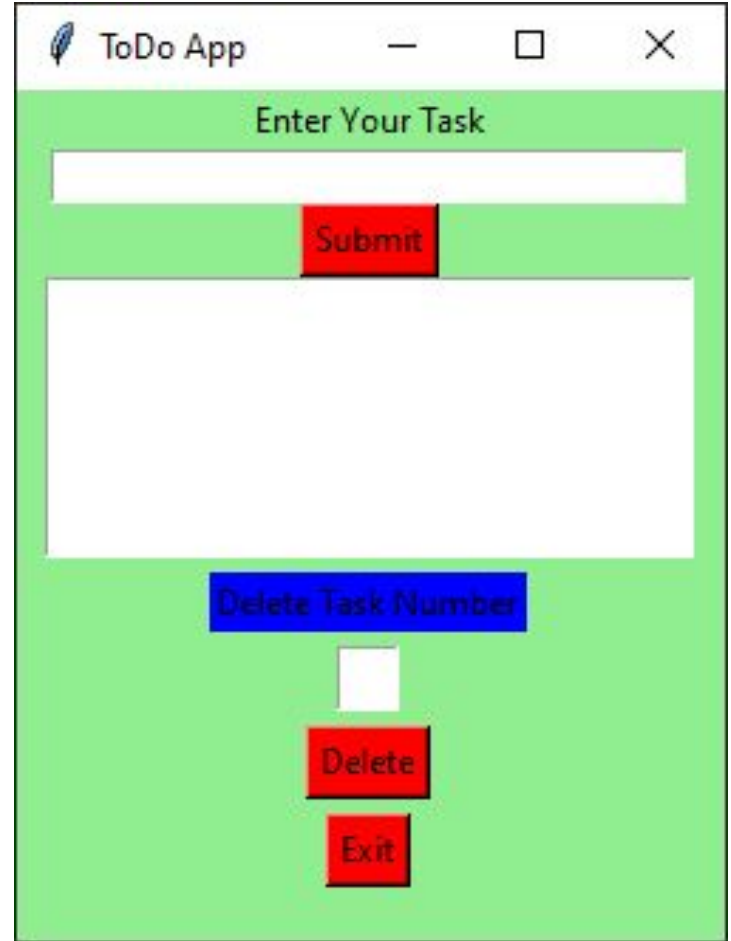 ToDo App
Enter Your Task
Submit
Delete Task Number
Delete
Exit